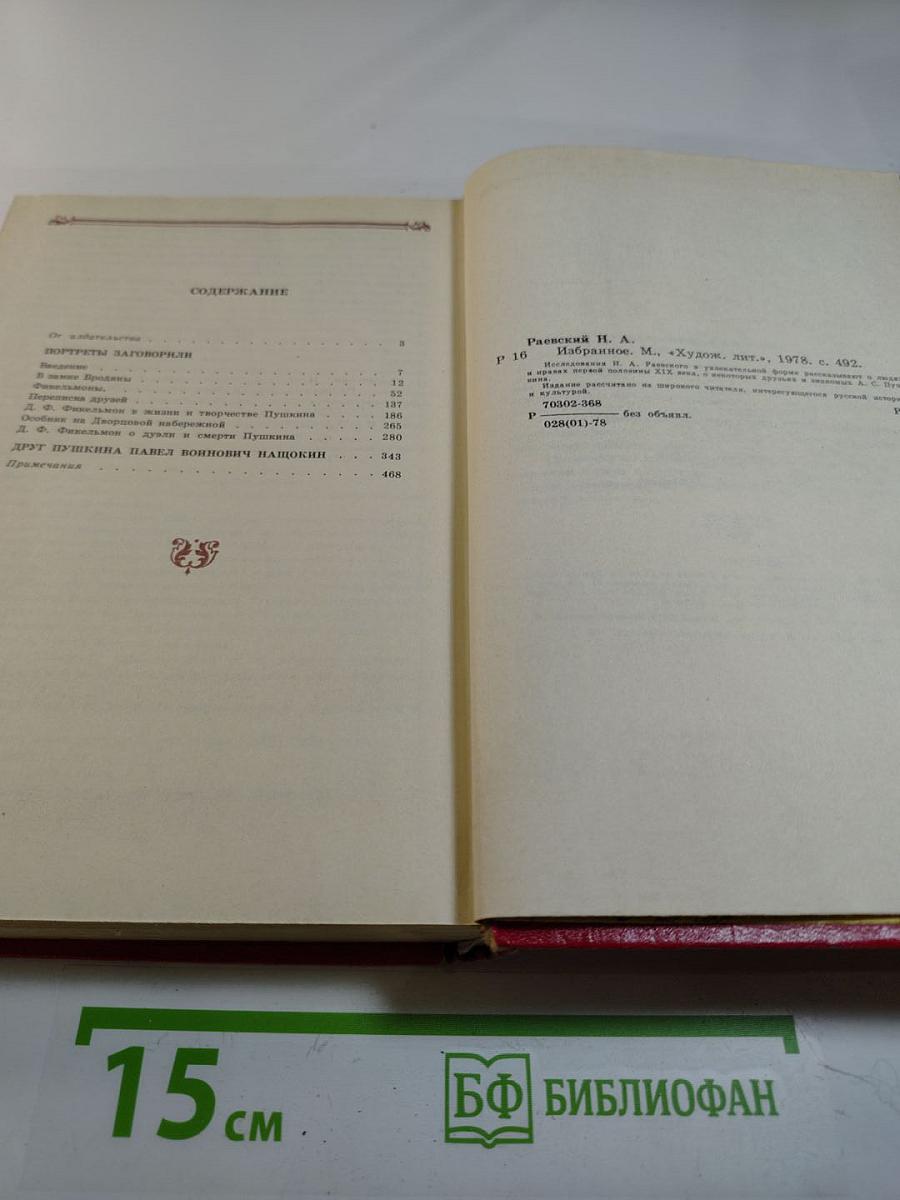 СОДЕРЖАНИЕ
От издательства . . . . . . . . . . . . . . . 3
ПОРТРЕТЫ ЗАГОВОРИЛИ
Введение . . . . . . . . . . . . . . . 7
В замке Бродяны . . . . . . . . . . . . . . . 12
Фикельмоны. . . . . . . . . . . . . . . 52
Переписка друзей . . . . . . . . . . . . . . . 137
Д. Ф. Фикельмон в жизни и творчестве Пушкина . . . . 186
Особняк на Дворцовой набережной . . . . . . . . . . 265
Д. Ф. Фикельмон о дуэли и смерти Пушкина . . . . . 280
ДРУГ ПУШКИНА ПАВЕЛ ВОИНОВИЧ НАЩОКИН . . . 343
Примечания . . . . . . . . . . . . . . . 468
Раевский Н. А.
Р 16 Избранное. М., «Худож. лит.», 1978. с. 492.
Исследования Н. А. Раевского в увлекательной форме рассказывают о
и нравах первой половины XIX века, о некоторых друзьях и знакомых А. С.
кина.
Издание рассчитано на широкого читателя, интересующегося русской
и культурой.
70302-368
Р без объявл.
028(01)-78
15 см
БФ БИБЛИОФАН